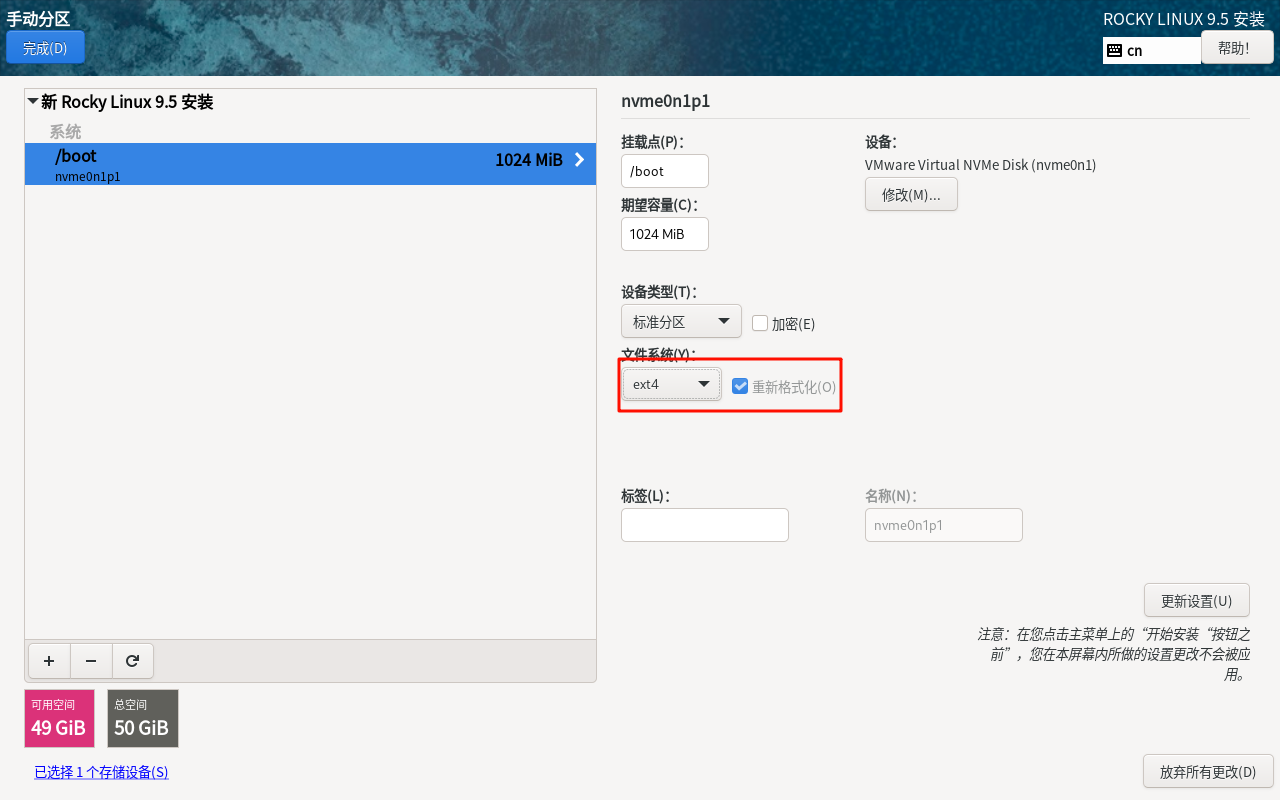 手动分区
ROCKY LINUX 9.5 安装
完成(D)
cn
帮助!
新 Rocky Linux 9.5 安装
系统
/boot
1024 MiB
nvme0n1p1
nvme0n1p1
挂载点(P)：
设备：
/boot
VMware Virtual NVMe Disk (nvme0n1)
修改(M)...
期望容量(C)：
1024 MiB
设备类型(T)：
标准分区
加密(E)
文件系统(Y)：
ext4
重新格式化(O)
标签(L)：
名称(N)：
nvme0n1p1
更新设置(U)
注意：在您点击主菜单上的“开始安装“按钮之
前”，您在本屏幕内所做的设置更改不会被应
用。
可用空间
49 GiB
总空间
50 GiB
已选择 1 个存储设备(S)
放弃所有更改(D)